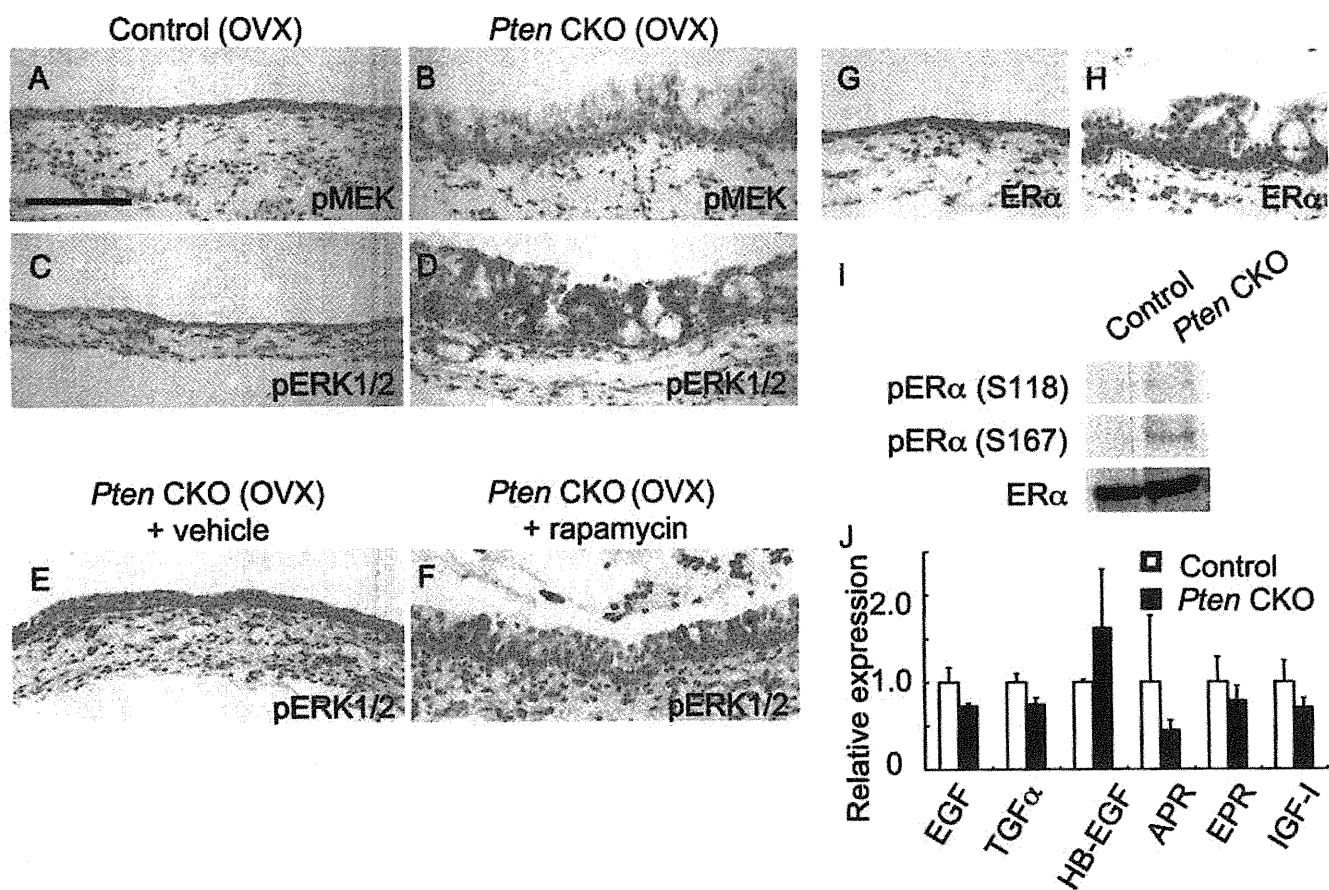 Control (OVX)
Pten CKO (OVX)
A
pMEK
B
pMEK
G
ERα
H
ERα
C
pERK1/2
D
pERK1/2
I
Control
Pten CKO
pERα (S118)
pERα (S167)
ERα
Pten CKO (OVX)
+ vehicle
Pten CKO (OVX)
+ rapamycin
E
pERK1/2
F
pERK1/2
J
Control
Pten CKO
Relative expression
2.0
1.0
0
EGF
TGFα
HB-EGF
APR
EPR
IGF-I